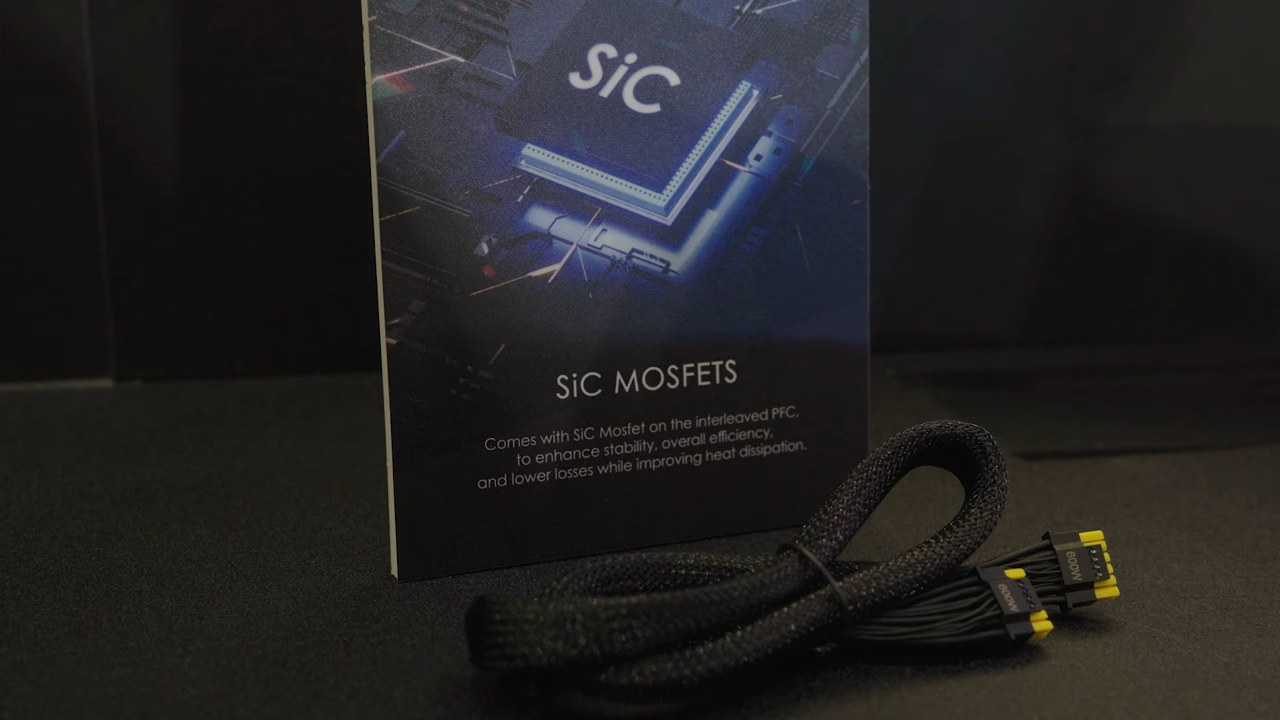 SiC
SiC MOSFETS
Comes with SiC Mosfet on the interleaved PFC,
to enhance stability, overall efficiency,
and lower losses while improving heat dissipation.
600W
600W